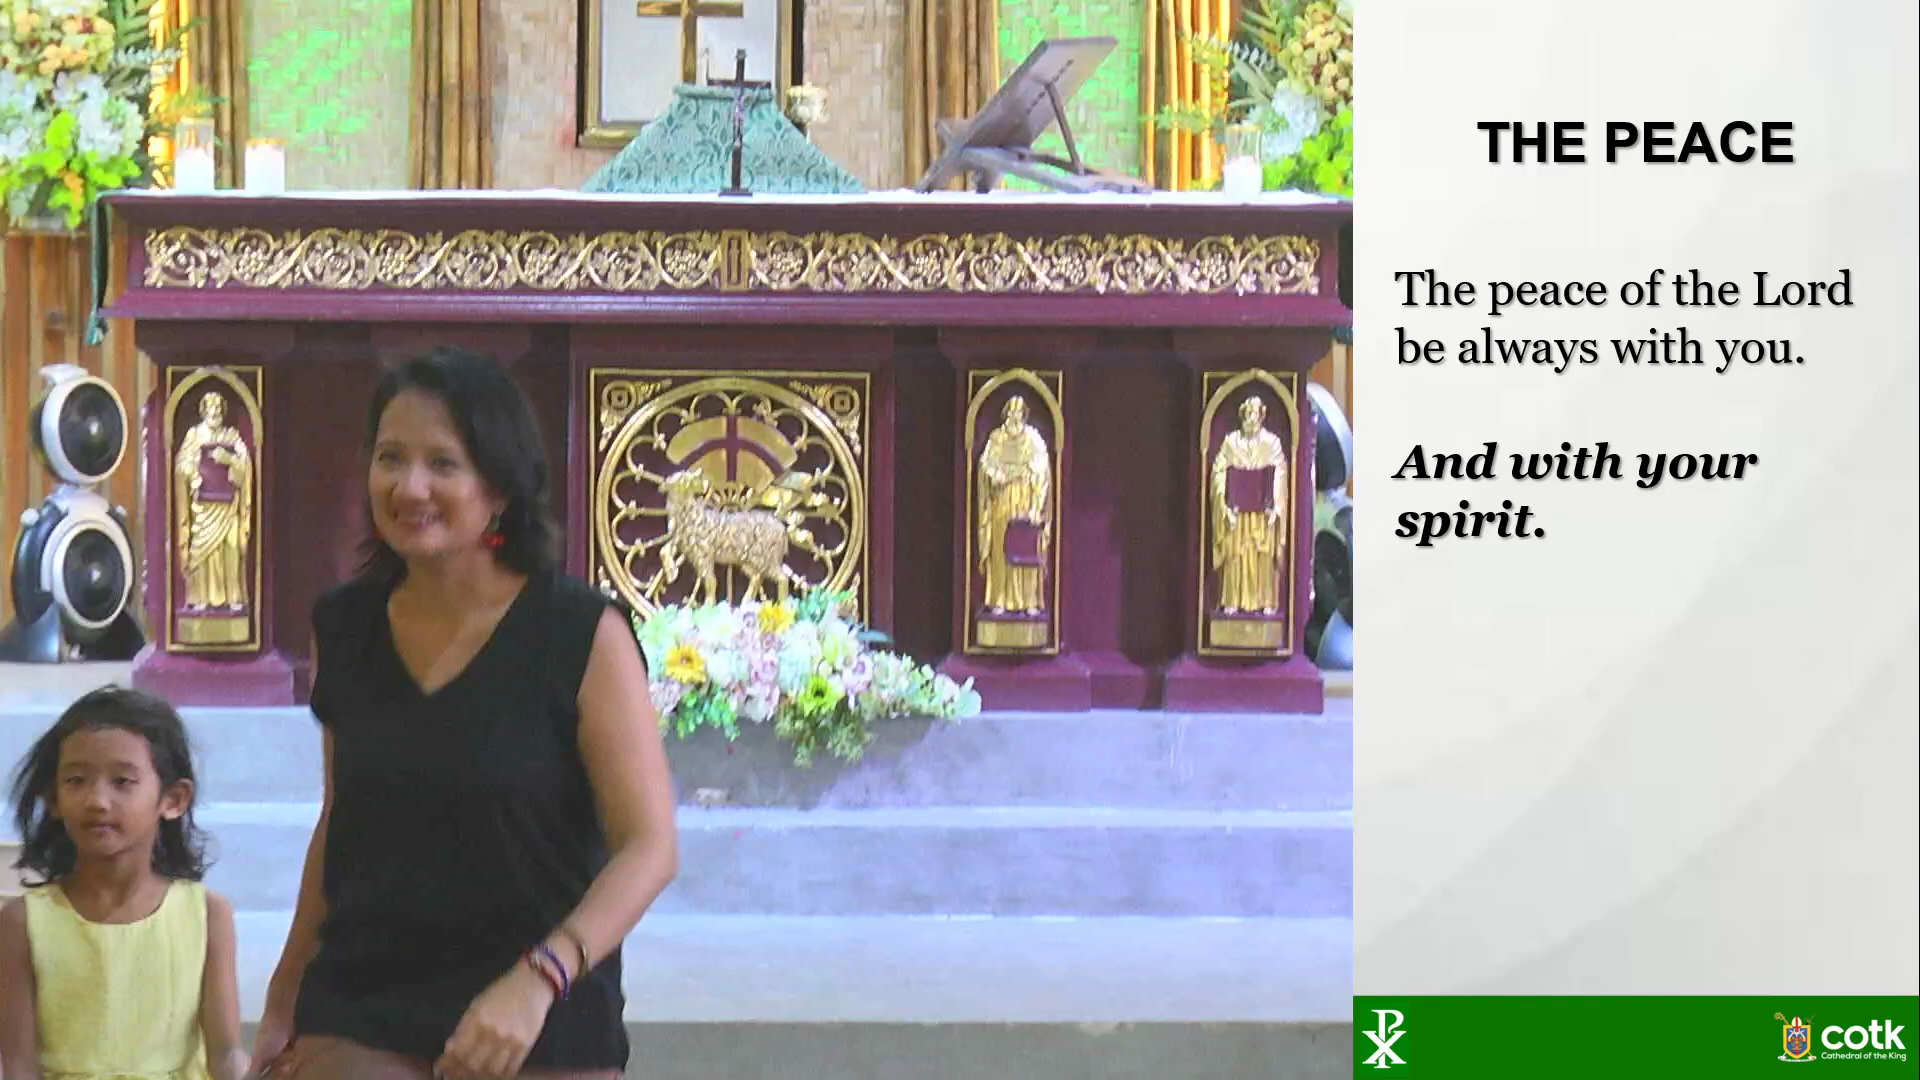 THE PEACE
The peace of the Lord
be always with you.
And with your
spirit.
cotk
Cathedral of the King